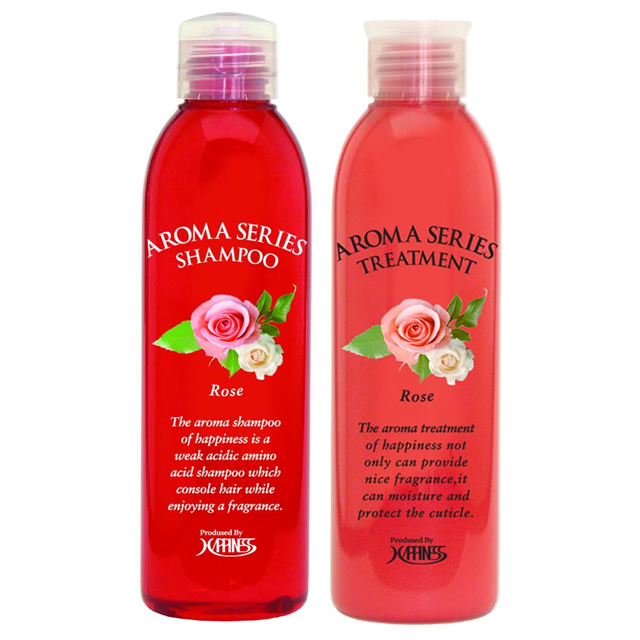 AROMA SERIES
SHAMPOO
Rose
The aroma shampoo
of happiness is a
weak acidic amino
acid shampoo which
console hair while
enjoying a fragrance.
Prodused By
HAPPINESS
AROMA SERIES
TREATMENT
Rose
The aroma treatment
of happiness not
only can provide
nice fragrance,it
can moisture and
protect the cuticle.
Prodused By
HAPPINESS